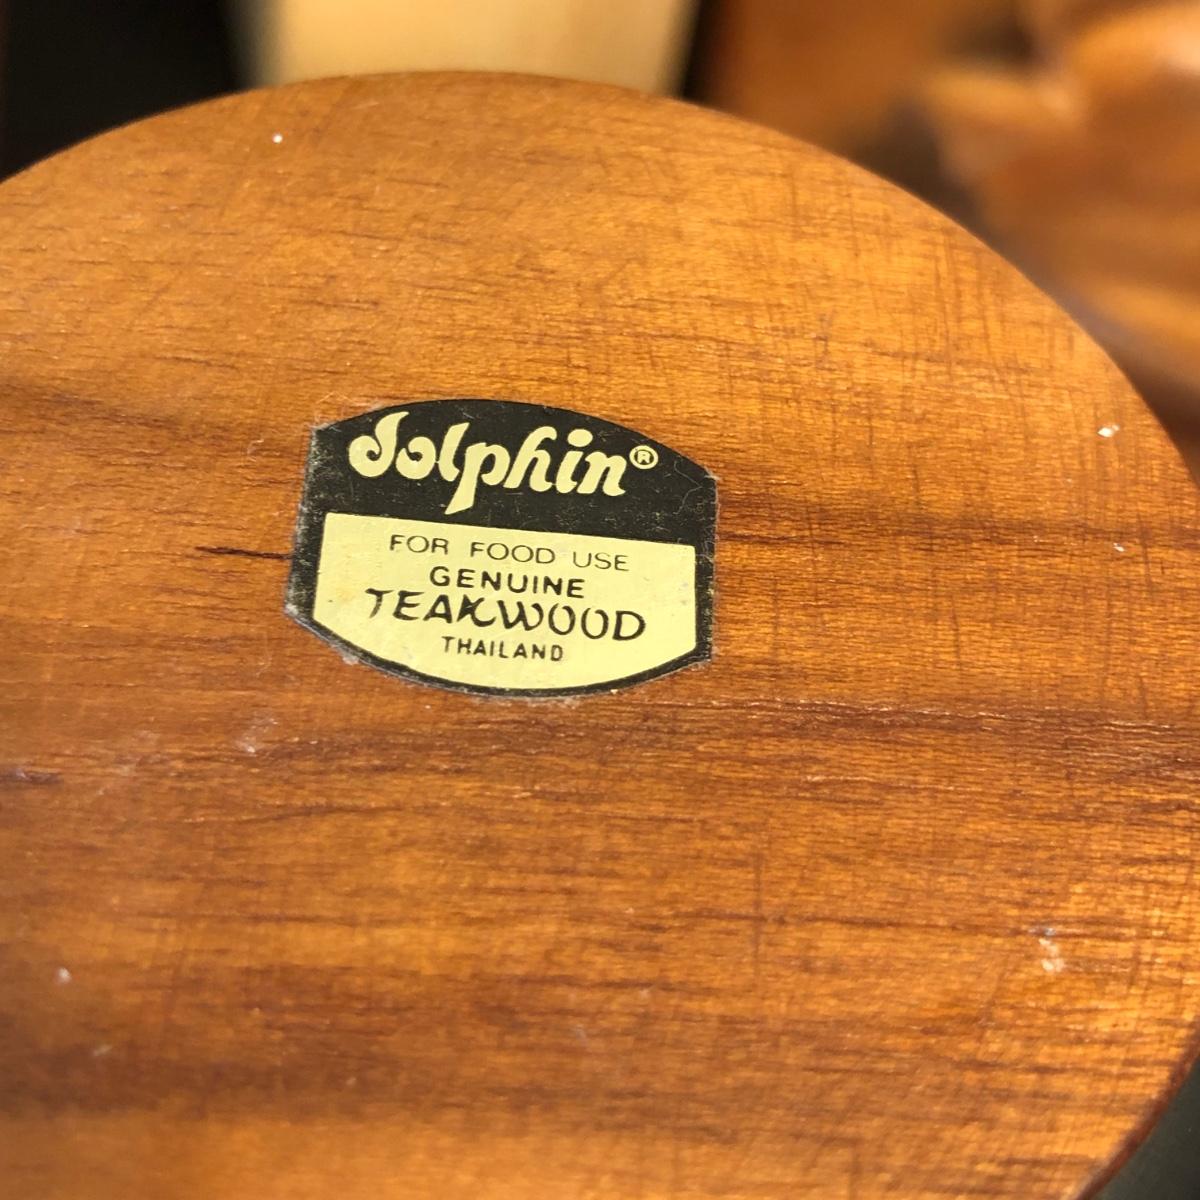 dolphin®
FOR FOOD USE
GENUINE
TEAKWOOD
THAILAND